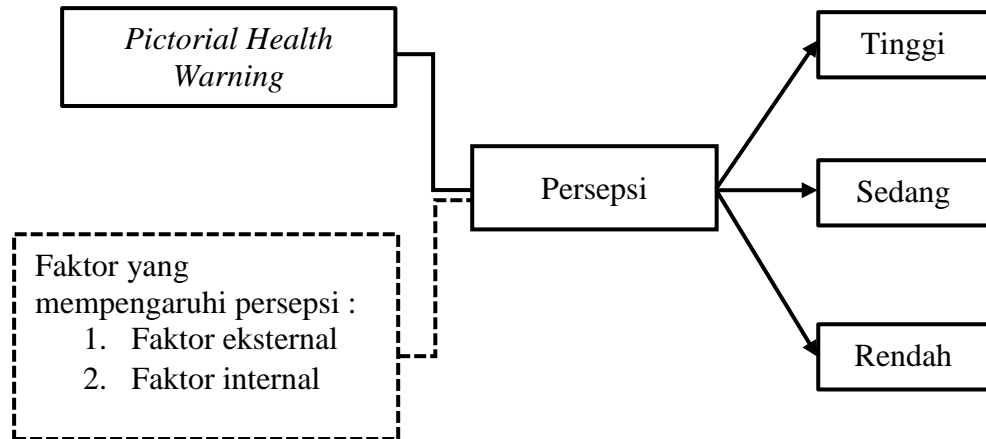 Pictorial Health
Warning
Faktor yang
mempengaruhi persepsi :
1. Faktor eksternal
2. Faktor internal
Persepsi
Tinggi
Sedang
Rendah